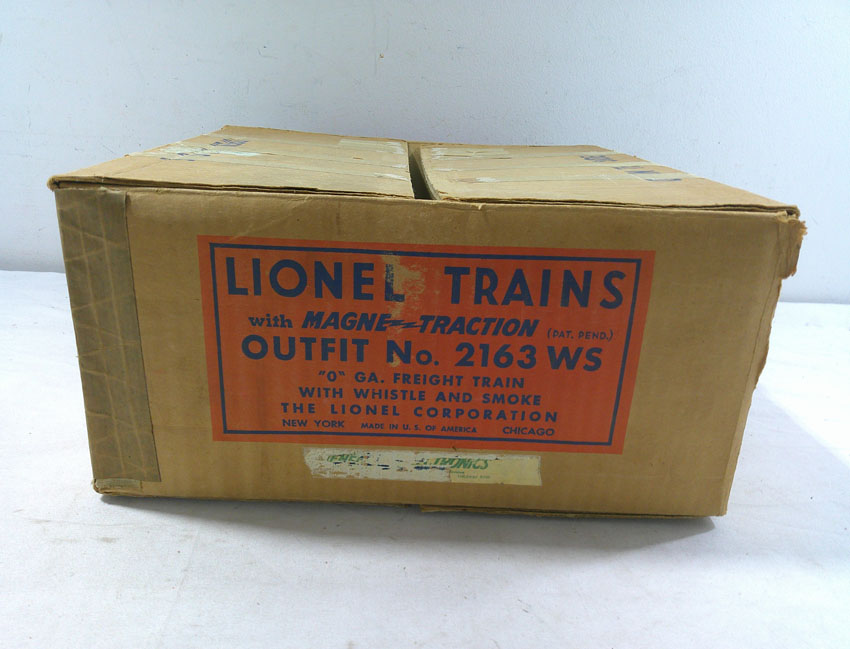 LIONEL TRAINS
with MAGNE-TRACTION (PAT. PEND.)
OUTFIT No. 2163 WS
"O" GA. FREIGHT TRAIN
WITH WHISTLE AND SMOKE
THE LIONEL CORPORATION
NEW YORK MADE IN U. S. OF AMERICA CHICAGO